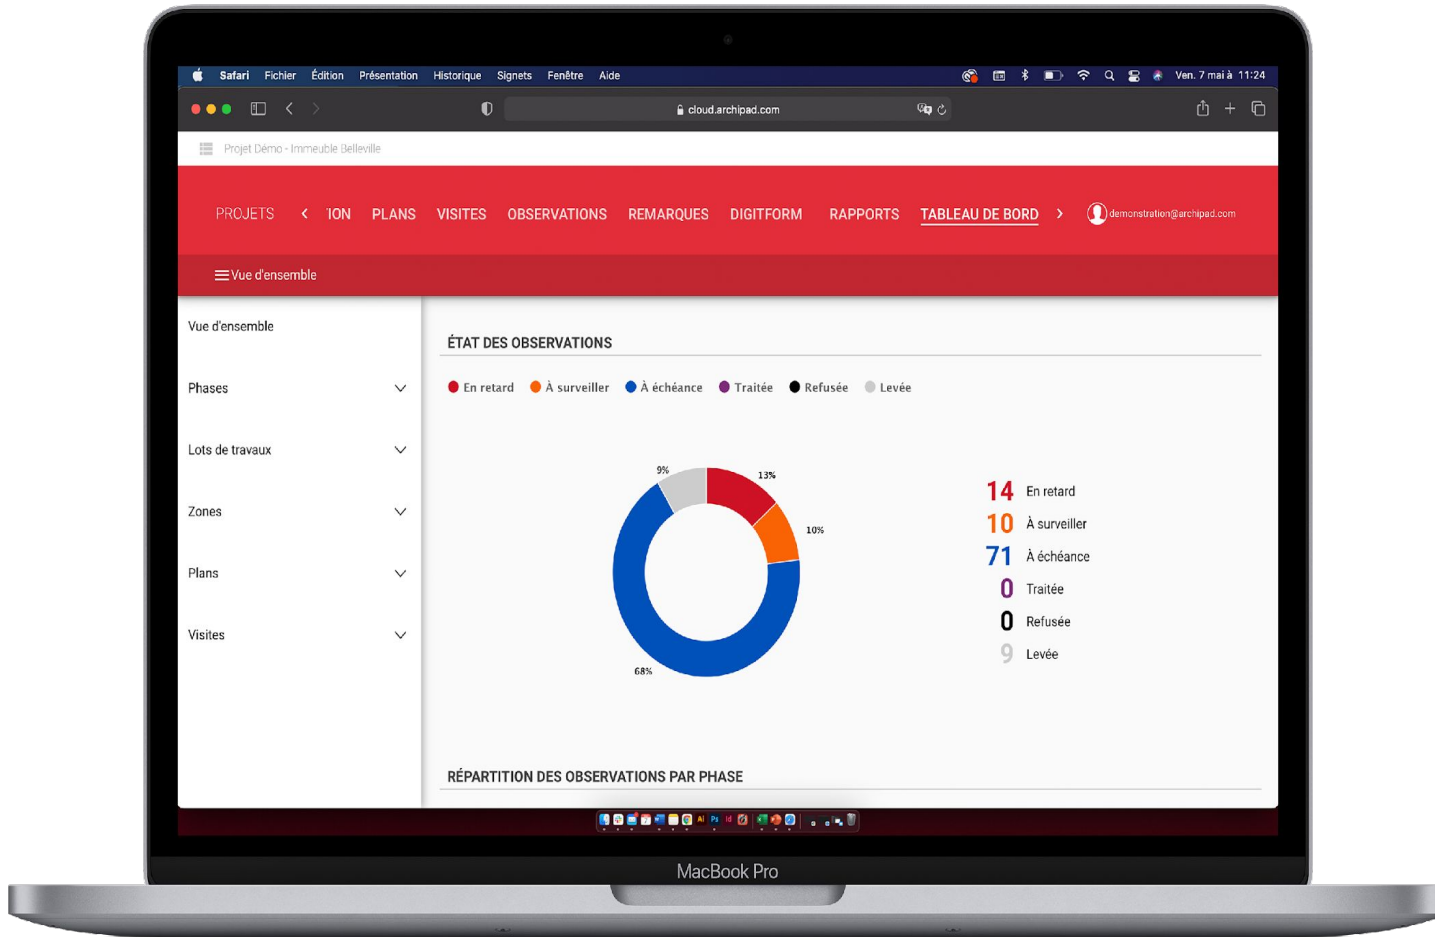 Safari Fichier Édition Présentation Historique Signets Fenêtre Aide Ven. 7 mai à 11:24
cloud.archipad.com
Projet Démo - Immeuble Belleville
PROJETS ION PLANS VISITES OBSERVATIONS REMARQUES DIGITFORM RAPPORTS TABLEAU DE BORD demonstration@archipad.com
Vue d'ensemble
Vue d'ensemble
Phases
Lots de travaux
Zones
Plans
Visites
ÉTAT DES OBSERVATIONS
En retard À surveiller À échéance Traitée Refusée Levée
9%
13%
10%
68%
14 En retard
10 À surveiller
71 À échéance
0 Traitée
0 Refusée
9 Levée
RÉPARTITION DES OBSERVATIONS PAR PHASE
Ai Ps Id
MacBook Pro